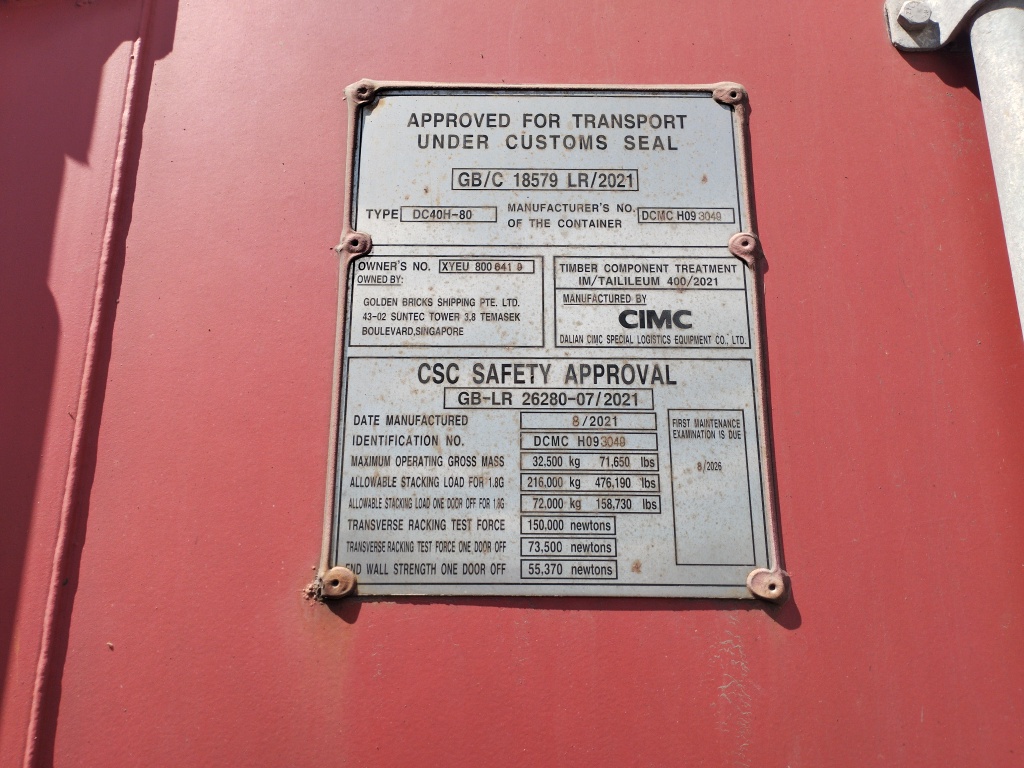 APPROVED FOR TRANSPORT
UNDER CUSTOMS SEAL
GB/C 18579 LR/2021
TYPE DC40H-80 MANUFACTURER'S NO. OF THE CONTAINER DCMC H093049
OWNER'S NO. XYEU 800641 9
OWNED BY:
GOLDEN BRICKS SHIPPING PTE. LTD.
43-02 SUNTEC TOWER 3,8 TEMASEK
BOULEVARD,SINGAPORE
TIMBER COMPONENT TREATMENT
IM/TAILILEUM 400/2021
MANUFACTURED BY
CIMC
DALIAN CIMC SPECIAL LOGISTICS EQUIPMENT CO., LTD.
CSC SAFETY APPROVAL
GB-LR 26280-07/2021
DATE MANUFACTURED 8/2021
IDENTIFICATION NO. DCMC H093049
MAXIMUM OPERATING GROSS MASS 32,500 kg 71,650 lbs
ALLOWABLE STACKING LOAD FOR 1.8G 216,000 kg 476,190 lbs
ALLOWABLE STACKING LOAD ONE DOOR OFF FOR 1.8G 72,000 kg 158,730 lbs
TRANSVERSE RACKING TEST FORCE 150,000 newtons
TRANSVERSE RACKING TEST FORCE ONE DOOR OFF 73,500 newtons
END WALL STRENGTH ONE DOOR OFF 55,370 newtons
FIRST MAINTENANCE
EXAMINATION IS DUE
8/2026